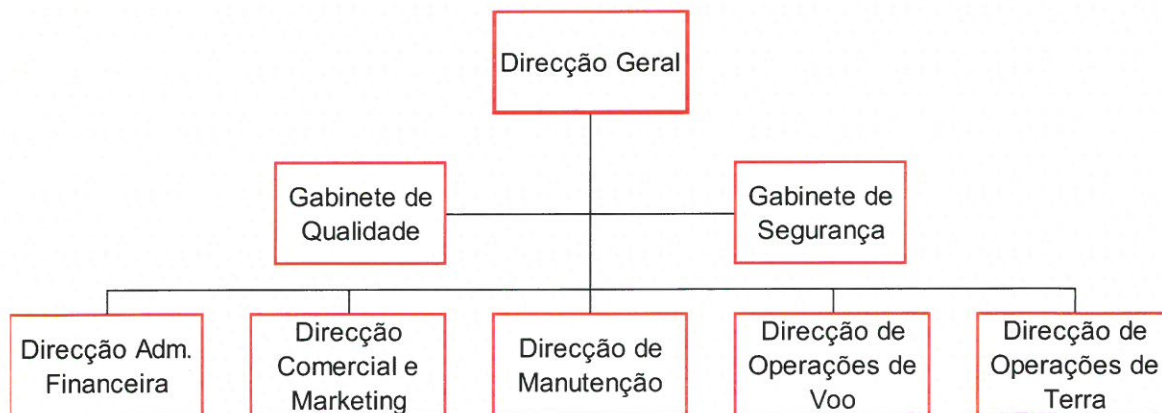 Direcção Geral
Gabinete de
Qualidade
Gabinete de
Segurança
Direcção Adm.
Financeira
Direcção
Comercial e
Marketing
Direcção de
Manutenção
Direcção de
Operações de
Voo
Direcção de
Operações de
Terra